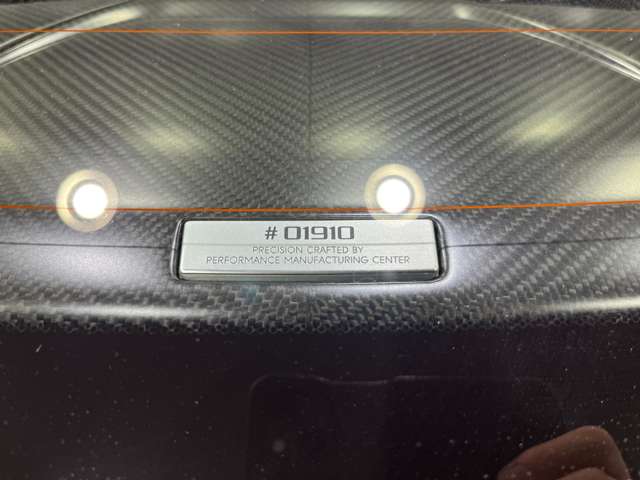 # 01910
PRECISION CRAFTED BY
PERFORMANCE MANUFACTURING CENTER